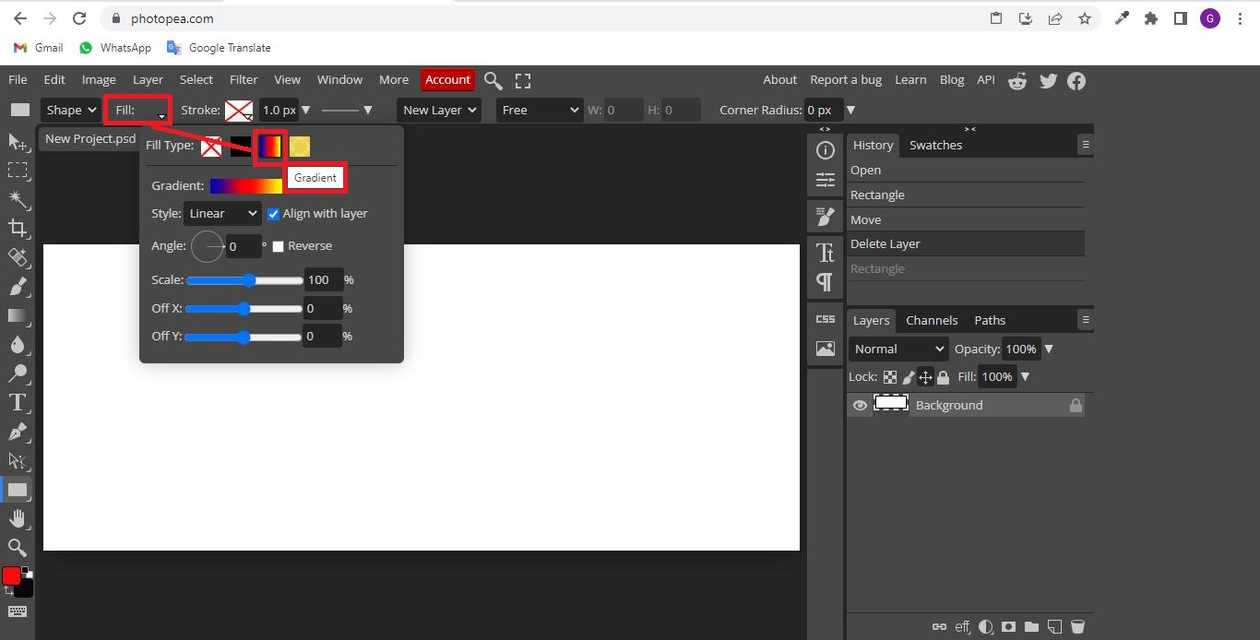 photopea.com
G
Gmail WhatsApp Google Translate
File Edit Image Layer Select Filter View Window More Account About Report a bug Learn Blog API
Shape Fill: Stroke: 1.0 px New Layer Free W: 0 H: 0 Corner Radius: 0 px
New Project.psd
Fill Type:
Gradient
Gradient:
Style: Linear Align with layer
Angle: 0 ° Reverse
Scale: 100 %
Off X: 0 %
Off Y: 0 %
< > > <
History Swatches
Open
Rectangle
Move
Delete Layer
Rectangle
CSS
Layers Channels Paths
Normal Opacity: 100%
Lock: Fill: 100%
Background
eff